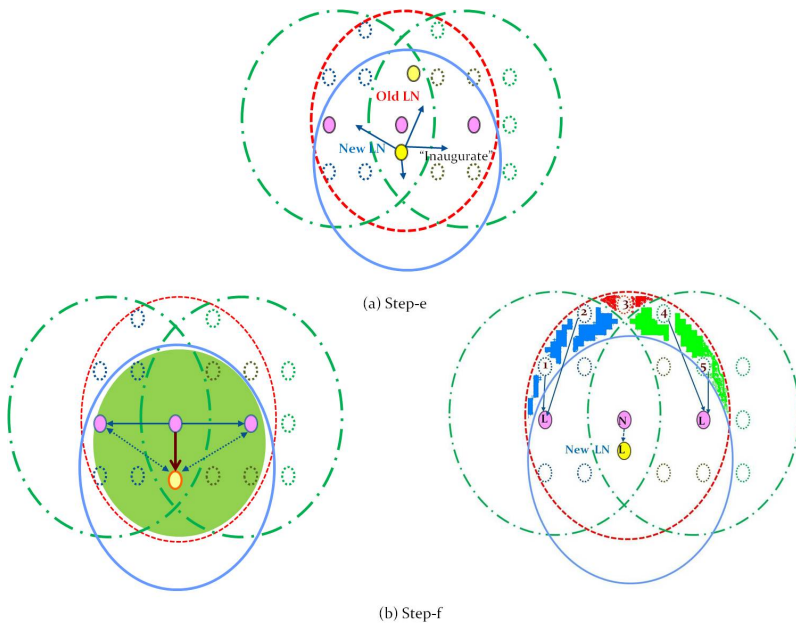 Old LN
New LN
"Inaugurate"
(a) Step-e
2
3
4
1
5
L
N
L
New LN
L
(b) Step-f